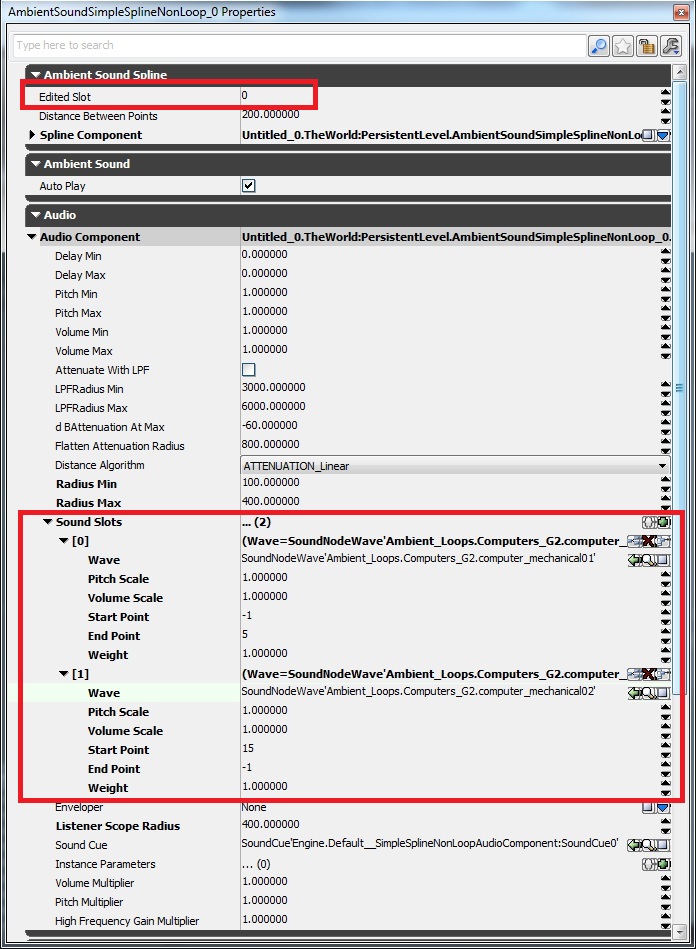 AmbientSoundSimpleSplineNonLoop_0 Properties
Type here to search
Ambient Sound Spline
Edited Slot 0
Distance Between Points 200.000000
Spline Component Untitled_0.TheWorld:PersistentLevel.AmbientSoundSimpleSplineNonLo
Ambient Sound
Auto Play
Audio
Audio Component Untitled_0.TheWorld:PersistentLevel.AmbientSoundSimpleSplineNonLoop_0.
Delay Min 0.000000
Delay Max 0.000000
Pitch Min 1.000000
Pitch Max 1.000000
Volume Min 1.000000
Volume Max 1.000000
Attenuate With LPF
LPFRadius Min 3000.000000
LPFRadius Max 6000.000000
d BAttenuation At Max -60.000000
Flatten Attenuation Radius 800.000000
Distance Algorithm ATTENUATION_Linear
Radius Min 100.000000
Radius Max 400.000000
Sound Slots ... (2)
[0] (Wave=SoundNodeWave'Ambient_Loops.Computers_G2.computer_
Wave SoundNodeWave'Ambient_Loops.Computers_G2.computer_mechanical01'
Pitch Scale 1.000000
Volume Scale 1.000000
Start Point -1
End Point 5
Weight 1.000000
[1] (Wave=SoundNodeWave'Ambient_Loops.Computers_G2.computer_
Wave SoundNodeWave'Ambient_Loops.Computers_G2.computer_mechanical02'
Pitch Scale 1.000000
Volume Scale 1.000000
Start Point 15
End Point -1
Weight 1.000000
Enveloper None
Listener Scope Radius 400.000000
Sound Cue SoundCue'Engine.Default__SimpleSplineNonLoopAudioComponent:SoundCue0'
Instance Parameters ... (0)
Volume Multiplier 1.000000
Pitch Multiplier 1.000000
High Frequency Gain Multiplier 1.000000